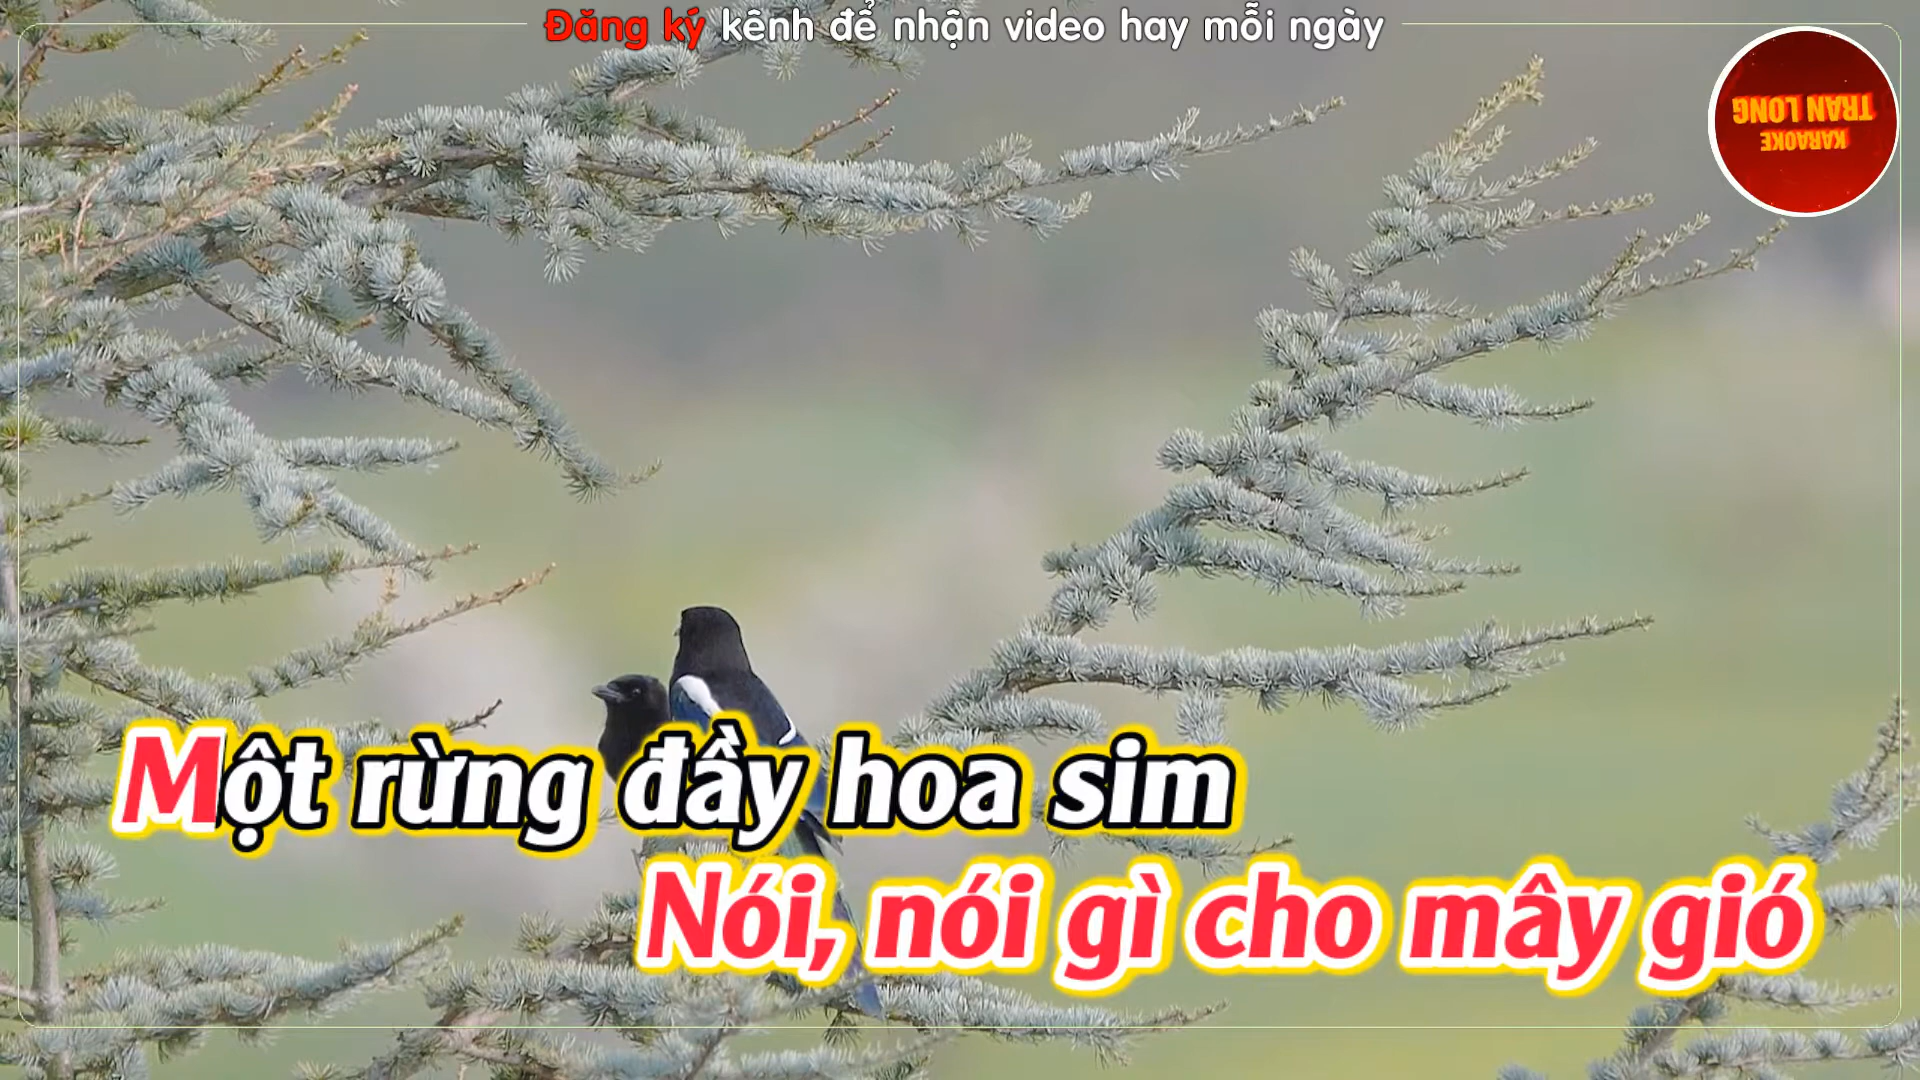 Đăng ký kênh để nhận video hay mỗi ngày
TRAN LONG
KARAOKE
Một rừng đầy hoa sim
Nói, nói gì cho mây gió